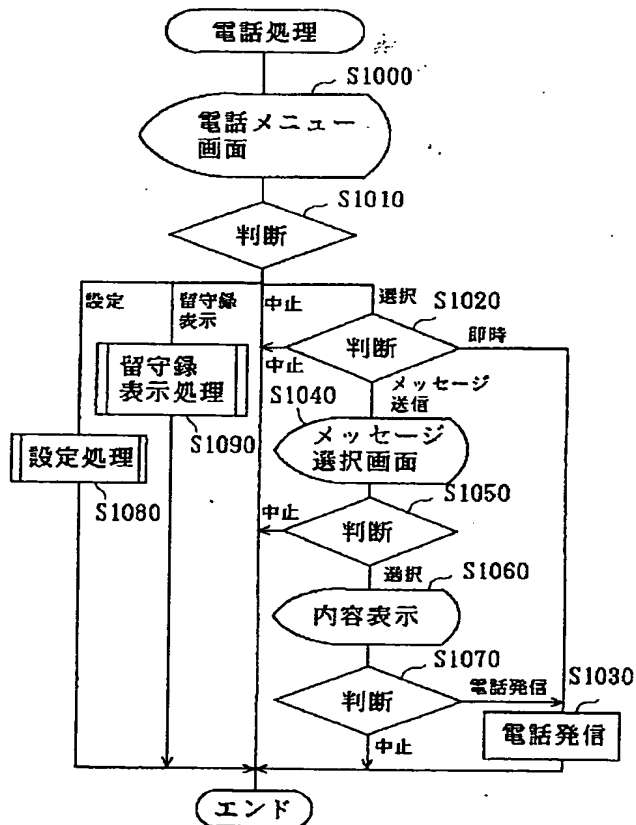 電話処理
S1000
電話メニュー
画面
S1010
判断
設定
留守録
表示
中止
選択
S1020
判断
即時
中止
留守録
表示処理
S1090
メッセージ
送信
S1040
メッセージ
選択画面
設定処理
S1080
S1050
中止
判断
選択
S1060
内容表示
S1070
判断
電話発信
S1030
電話発信
中止
エンド